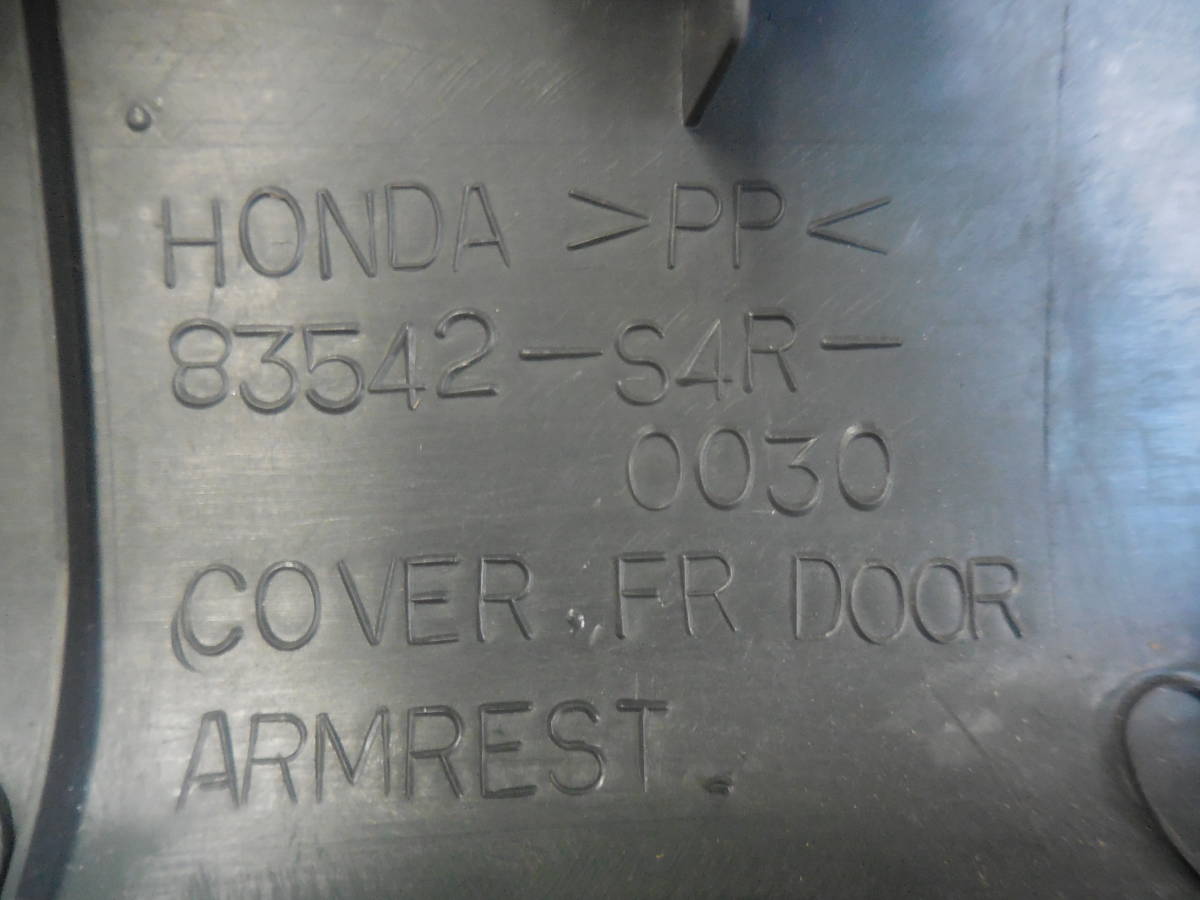 HONDA >PP<
83542-S4R-
0030
COVER, FR DOOR
ARMREST.